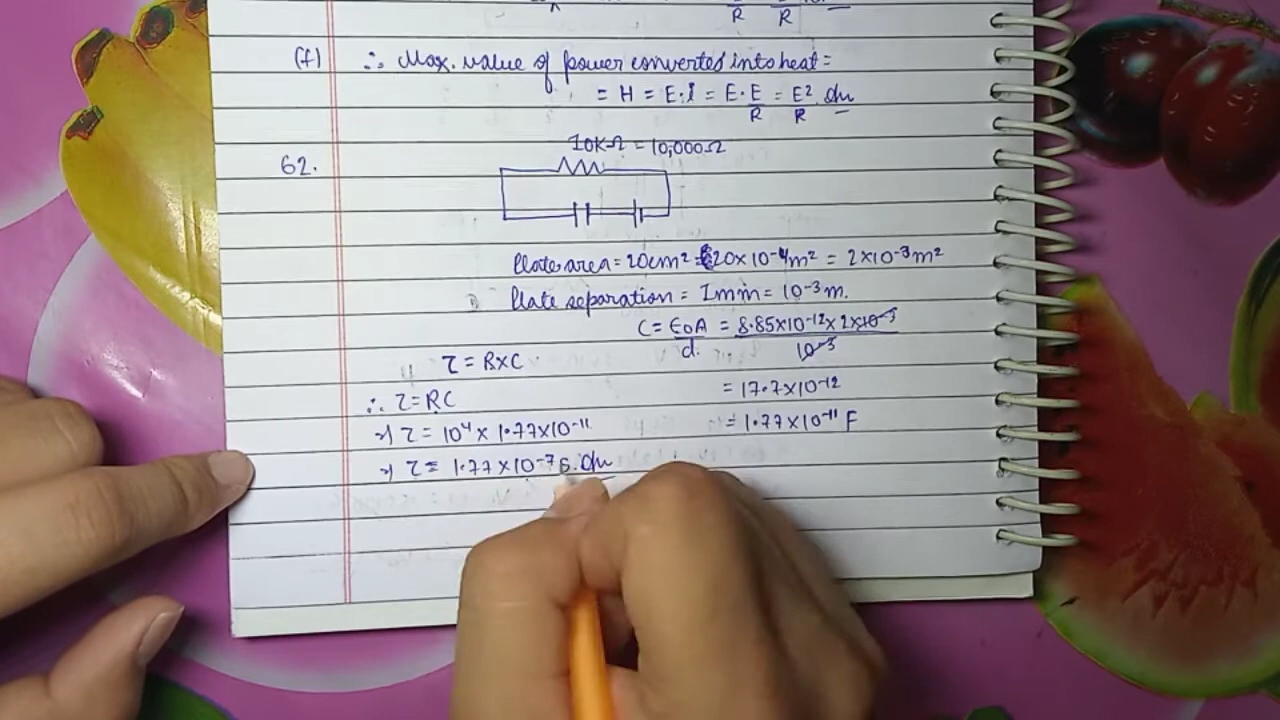 R R
(f) ∴ Max. value of power converted into heat =
= H = E·i = E·E/R = E²/R
62. 10KΩ = 10,000Ω
Plate area = 20cm² = 20×10⁻⁴m² = 2×10⁻³m²
Plate separation = 1mm = 10⁻³m.
C = ε₀A/d. = 8.85×10⁻¹²×2×10⁻³/10⁻³
τ = R×C
= 17.7×10⁻¹²
∴ τ = RC
= 1.77×10⁻¹¹ F
τ = 10⁴ × 1.77×10⁻¹¹
τ = 1.77×10⁻⁷ s.